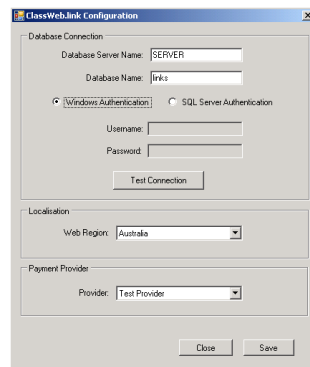 ClassWeb.link Configuration
Database Connection
Database Server Name: SERVER
Database Name: links
Windows Authentication SQL Server Authentication
Username:
Password:
Test Connection
Localisation
Web Region: Australia
Payment Provider
Provider: Test Provider
Close Save